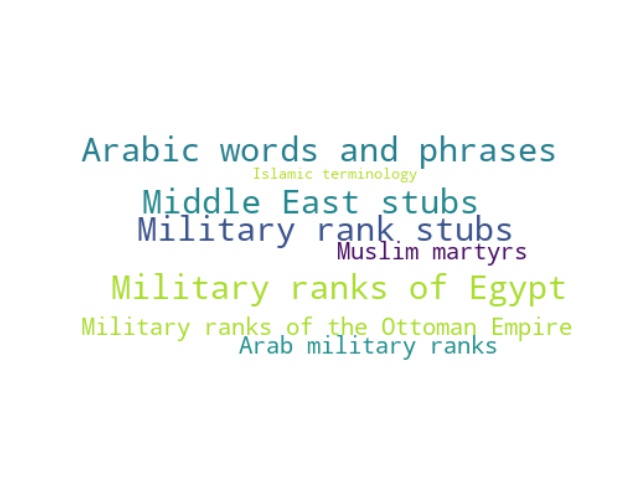 Arabic words and phrases
Islamic terminology
Middle East stubs
Military rank stubs
Muslim martyrs
Military ranks of Egypt
Military ranks of the Ottoman Empire
Arab military ranks